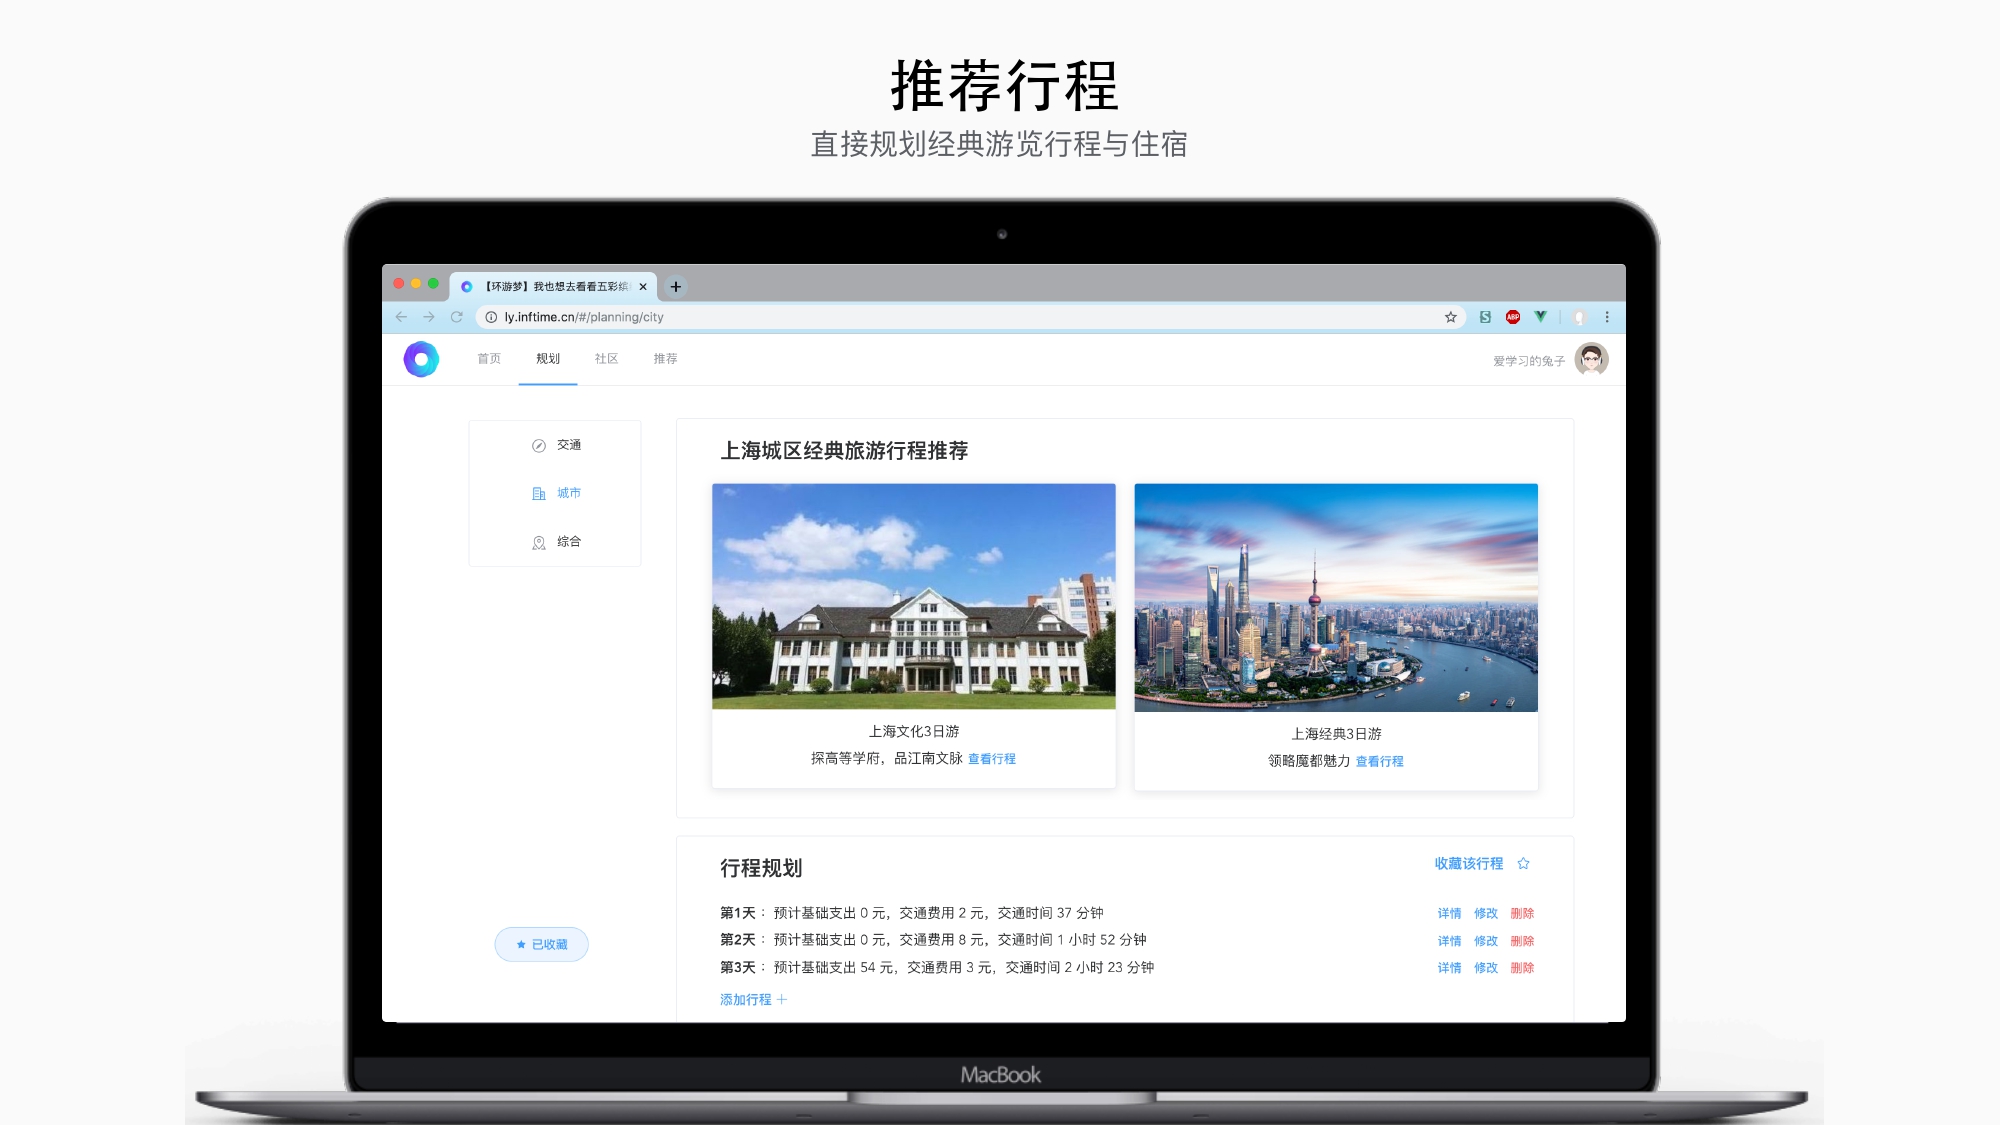 推荐行程
直接规划经典游览行程与住宿
【环游梦】我也想去看看五彩缤
ly.inftime.cn/#/planning/city
ABP
首页 规划 社区 推荐
爱学习的兔子
交通
城市
综合
已收藏
上海城区经典旅游行程推荐
上海文化3日游
探高等学府，品江南文脉 查看行程
上海经典3日游
领略魔都魅力 查看行程
行程规划
收藏该行程
第1天： 预计基础支出 0 元，交通费用 2 元，交通时间 37 分钟 详情 修改 删除
第2天： 预计基础支出 0 元，交通费用 8 元，交通时间 1 小时 52 分钟 详情 修改 删除
第3天： 预计基础支出 54 元，交通费用 3 元，交通时间 2 小时 23 分钟 详情 修改 删除
添加行程
MacBook